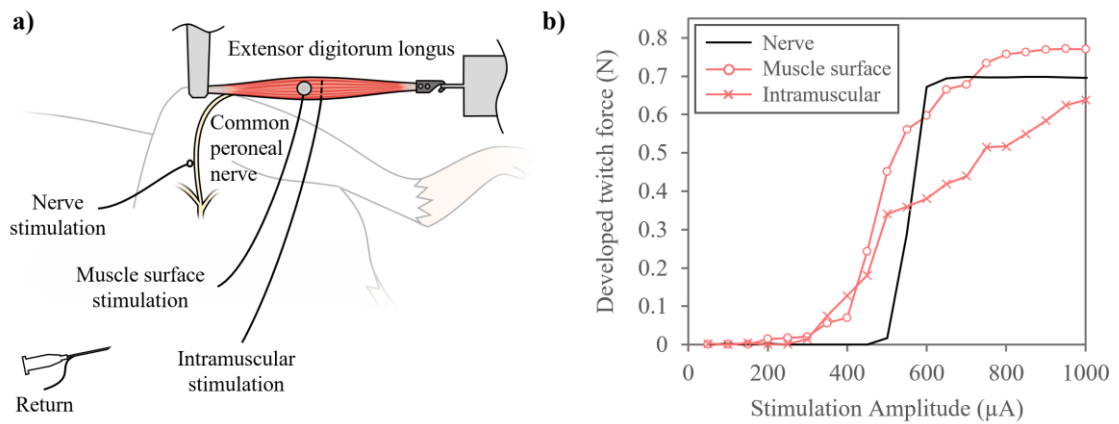 a)
Extensor digitorum longus
Common
peroneal
nerve
Nerve
stimulation
Muscle surface
stimulation
Intramuscular
stimulation
Return
b)
Developed twitch force (N)
0.8
0.7
0.6
0.5
0.4
0.3
0.2
0.1
0
Nerve
Muscle surface
Intramuscular
0 200 400 600 800 1000
Stimulation Amplitude (µA)